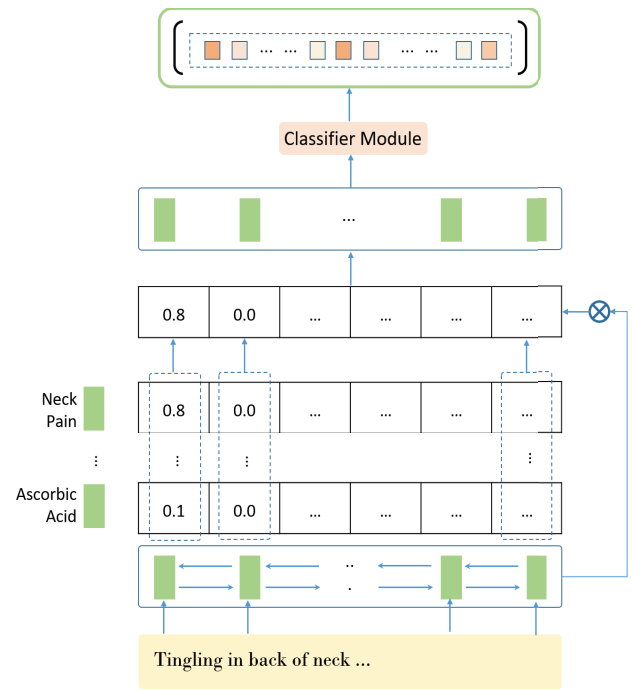 ... ... ... ...
Classifier Module
...
0.8 0.0 ... ... ... ...
Neck
Pain
0.8 0.0 ... ... ... ...
... ... ... ...
Ascorbic
Acid
0.1 0.0 ... ... ... ...
Tingling in back of neck ...